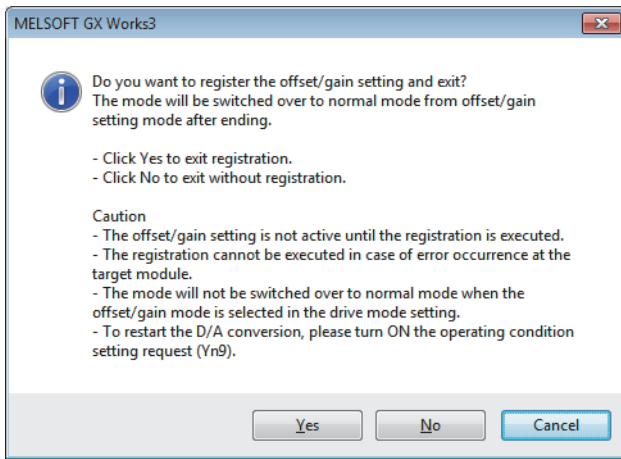 MELSOFT GX Works3
Do you want to register the offset/gain setting and exit?
The mode will be switched over to normal mode from offset/gain
setting mode after ending.
- Click Yes to exit registration.
- Click No to exit without registration.
Caution
- The offset/gain setting is not active until the registration is executed.
- The registration cannot be executed in case of error occurrence at the
target module.
- The mode will not be switched over to normal mode when the
offset/gain mode is selected in the drive mode setting.
- To restart the D/A conversion, please turn ON the operating condition
setting request (Yn9).
Yes No Cancel